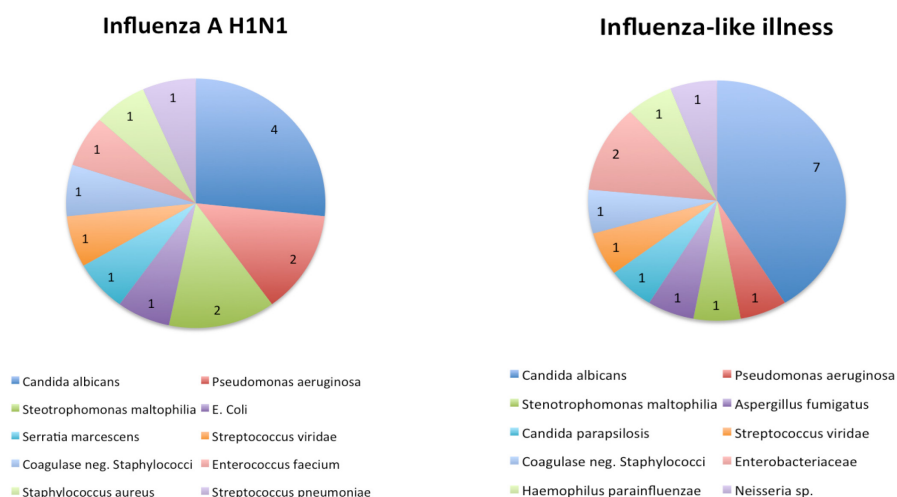 Influenza A H1N1
1
4
1
1
1
1
2
1
1
2
Candida albicans
Pseudomonas aeruginosa
Steotrophomonas maltophilia
E. Coli
Serratia marcescens
Streptococcus viridae
Coagulase neg. Staphylococci
Enterococcus faecium
Staphylococcus aureus
Streptococcus pneumoniae
Influenza-like illness
1
1
2
7
1
1
1
1
1
1
Candida albicans
Pseudomonas aeruginosa
Stenotrophomonas maltophilia
Aspergillus fumigatus
Candida parapsilosis
Streptococcus viridae
Coagulase neg. Staphylococci
Enterobacteriaceae
Haemophilus parainfluenzae
Neisseria sp.